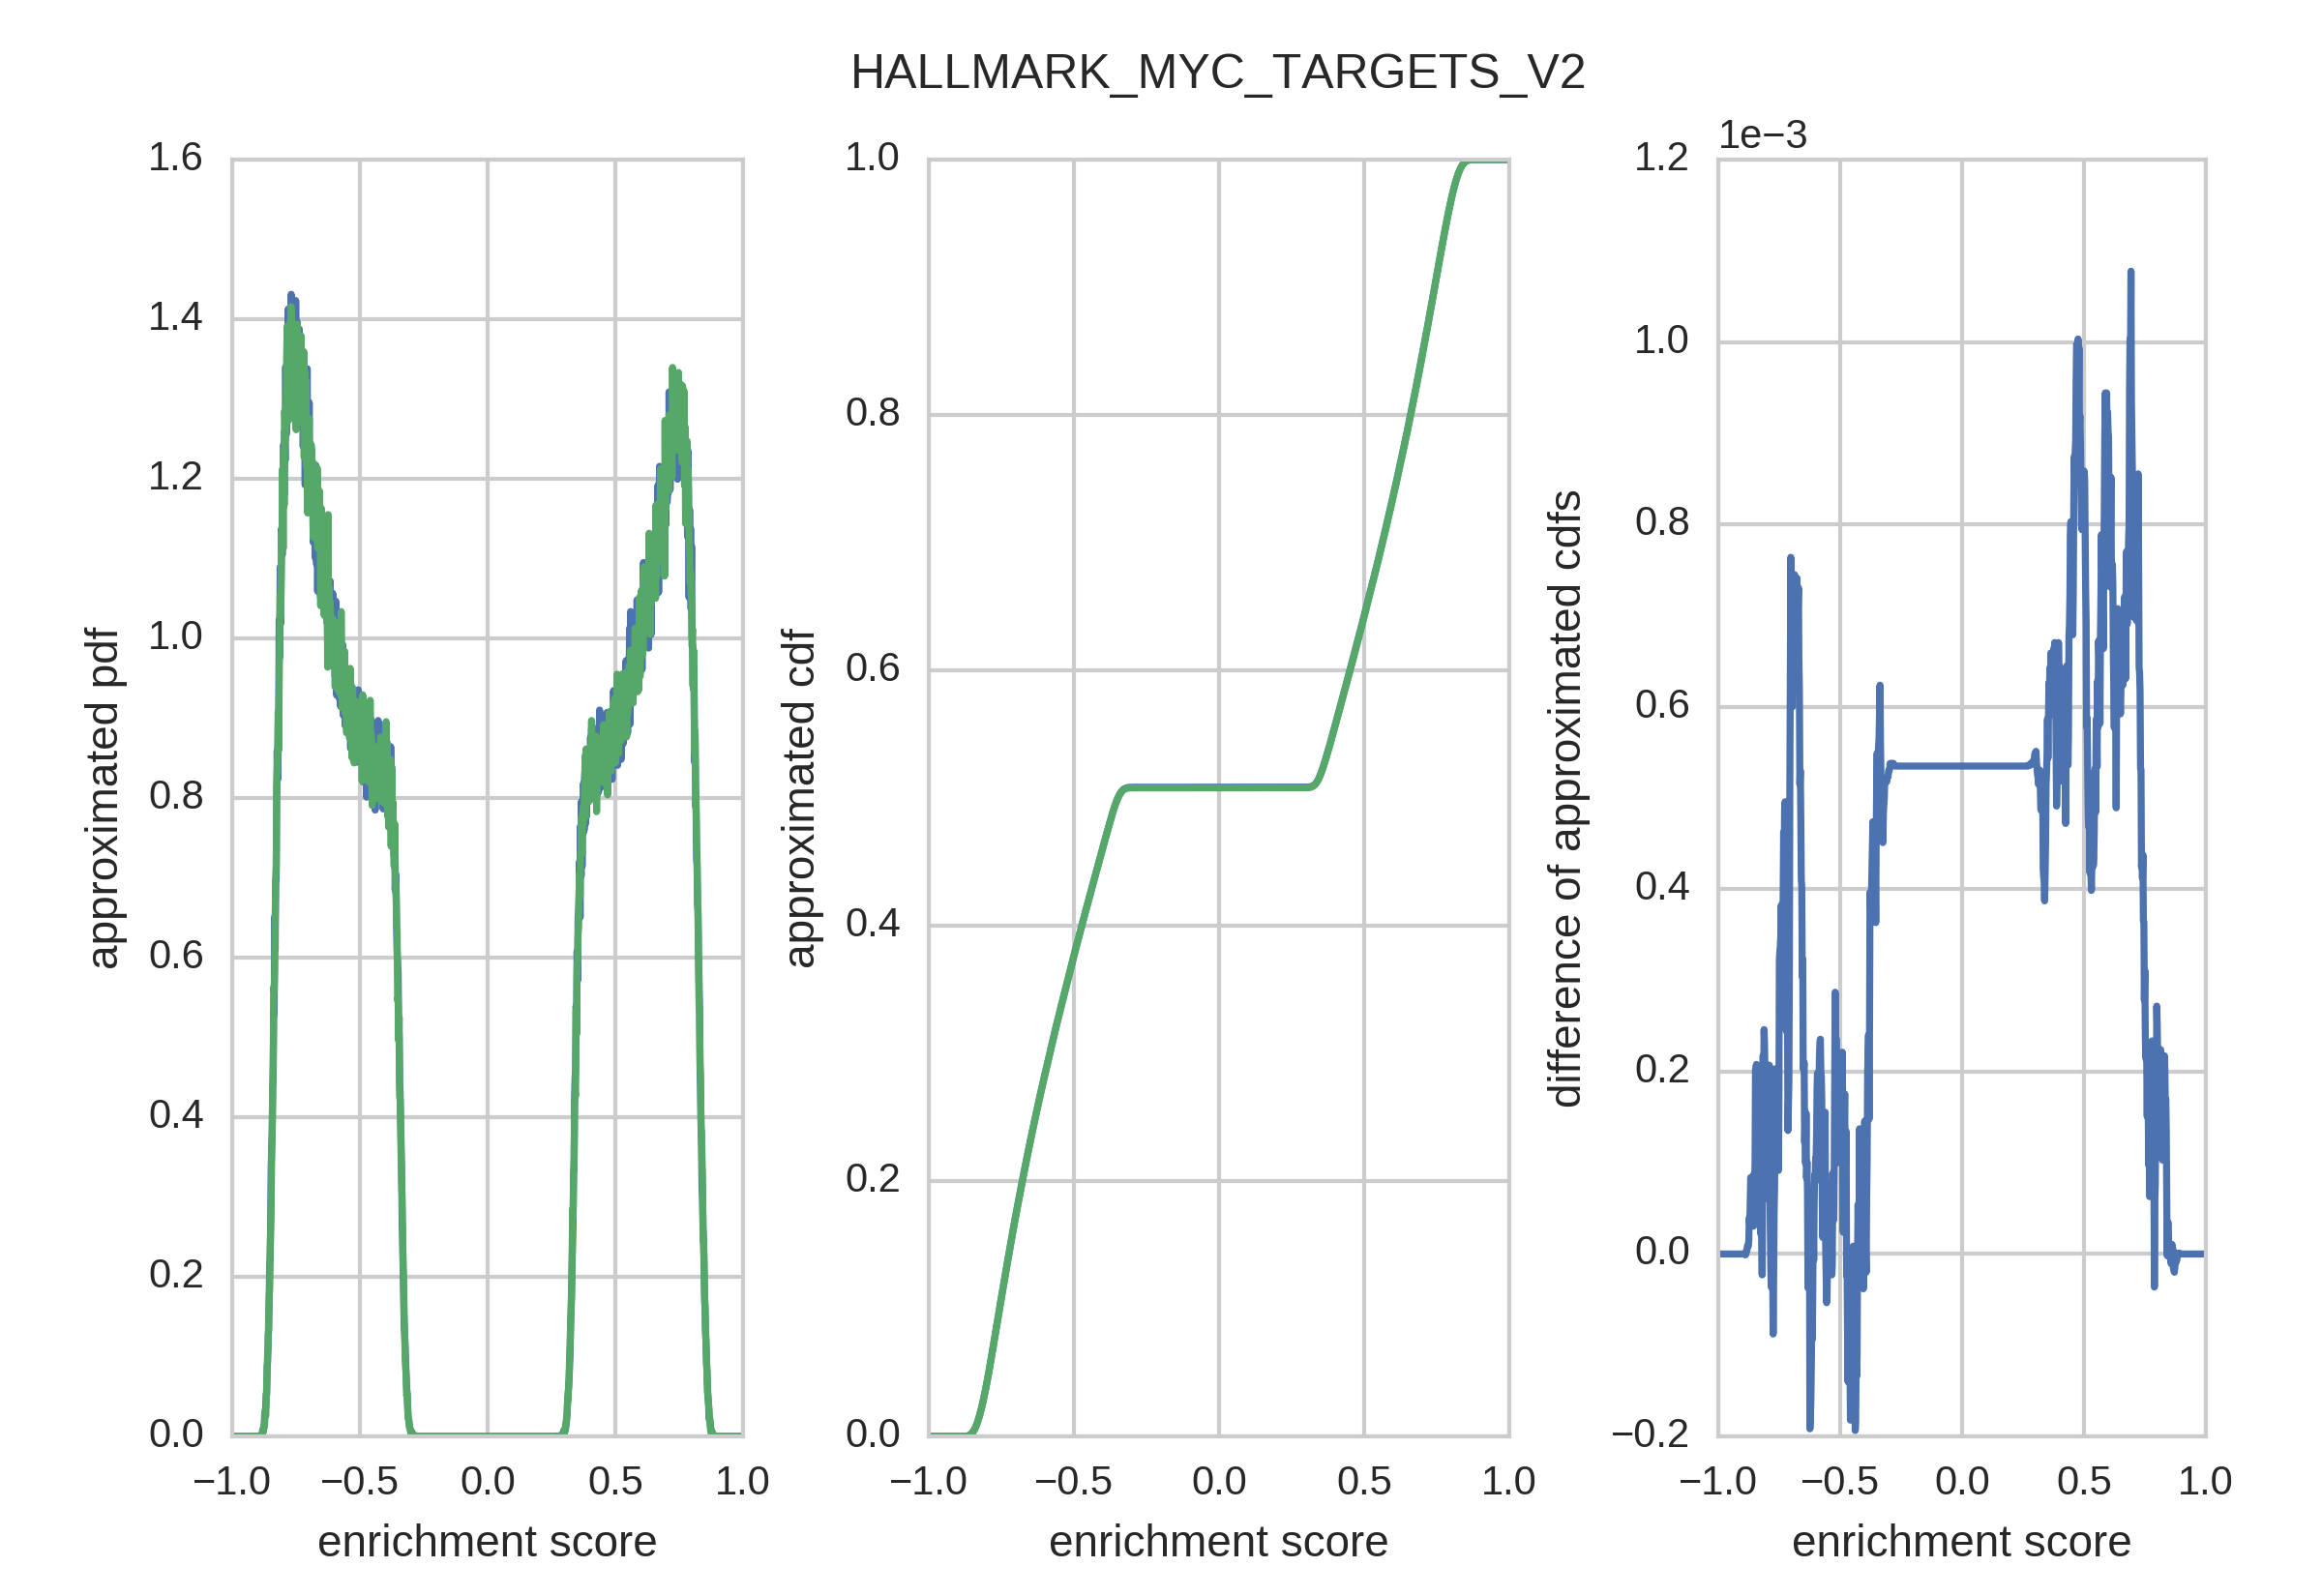 HALLMARK_MYC_TARGETS_V2
approximated pdf
1.6
1.4
1.2
1.0
0.8
0.6
0.4
0.2
0.0
−1.0 −0.5 0.0 0.5 1.0
enrichment score
approximated cdf
1.0
0.8
0.6
0.4
0.2
0.0
−1.0 −0.5 0.0 0.5 1.0
enrichment score
difference of approximated cdfs
1e−3
1.2
1.0
0.8
0.6
0.4
0.2
0.0
−0.2
−1.0 −0.5 0.0 0.5 1.0
enrichment score